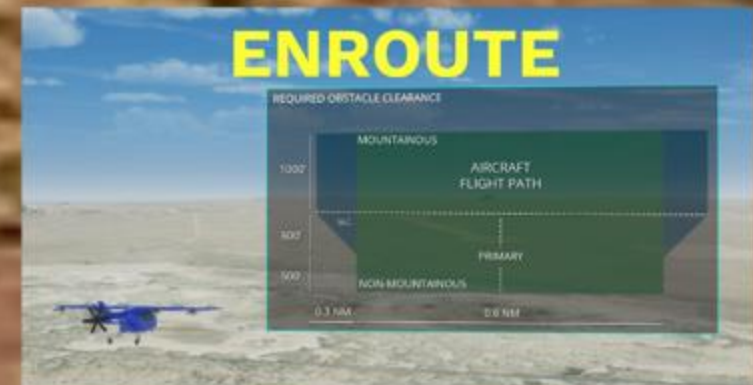 ENROUTE
REQUIRED OBSTACLE CLEARANCE
MOUNTAINOUS
1000'
AIRCRAFT
FLIGHT PATH
500'
PRIMARY
500'
NON-MOUNTAINOUS
0.3 NM
0.6 NM